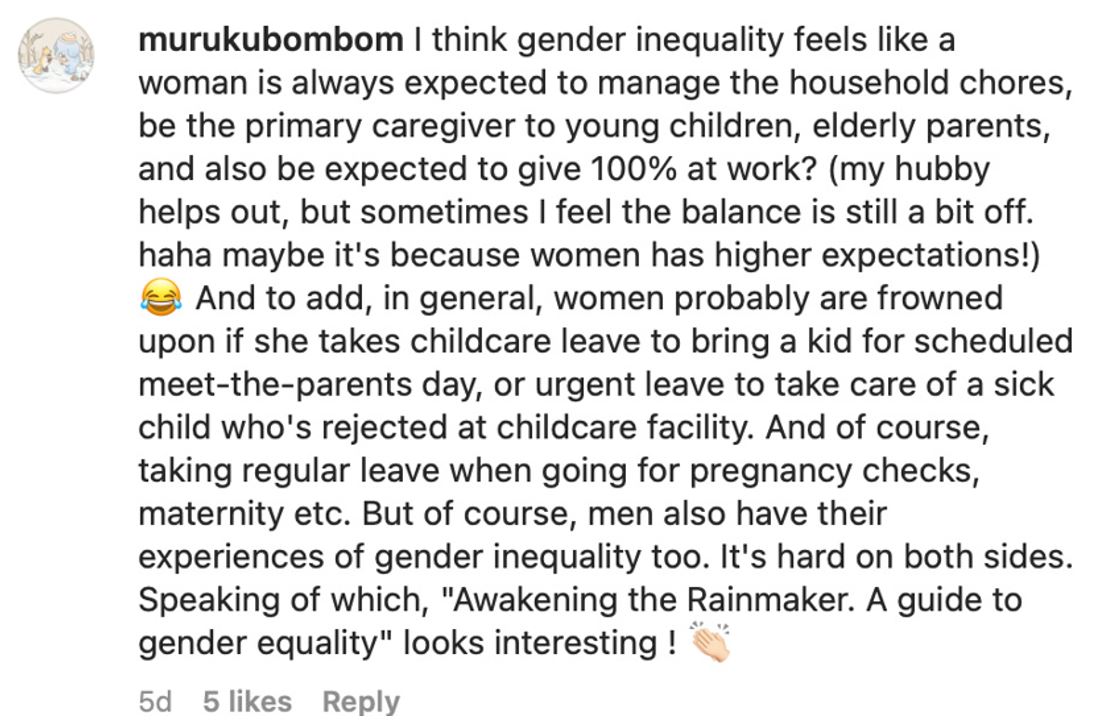 murukubombom I think gender inequality feels like a
woman is always expected to manage the household chores,
be the primary caregiver to young children, elderly parents,
and also be expected to give 100% at work? (my hubby
helps out, but sometimes I feel the balance is still a bit off.
haha maybe it's because women has higher expectations!)
😂 And to add, in general, women probably are frowned
upon if she takes childcare leave to bring a kid for scheduled
meet-the-parents day, or urgent leave to take care of a sick
child who's rejected at childcare facility. And of course,
taking regular leave when going for pregnancy checks,
maternity etc. But of course, men also have their
experiences of gender inequality too. It's hard on both sides.
Speaking of which, "Awakening the Rainmaker. A guide to
gender equality" looks interesting ! 👏🏻
5d 5 likes Reply